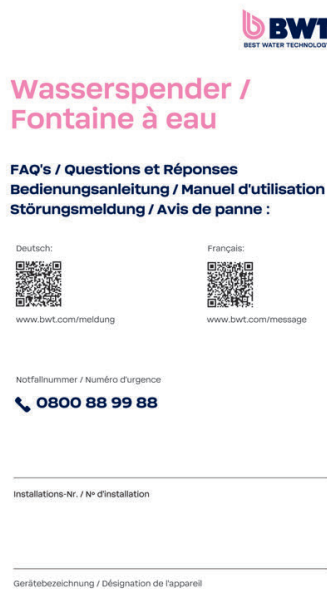 BWT
BEST WATER TECHNOLOGY
Wasserspender /
Fontaine à eau
FAQ's / Questions et Réponses
Bedienungsanleitung / Manuel d'utilisation
Störungsmeldung / Avis de panne :
Deutsch:
Français:
www.bwt.com/meldung
www.bwt.com/message
Notfallnummer / Numéro d'urgence
0800 88 99 88
Installations-Nr. / Nº d'installation
Gerätebezeichnung / Désignation de l'appareil